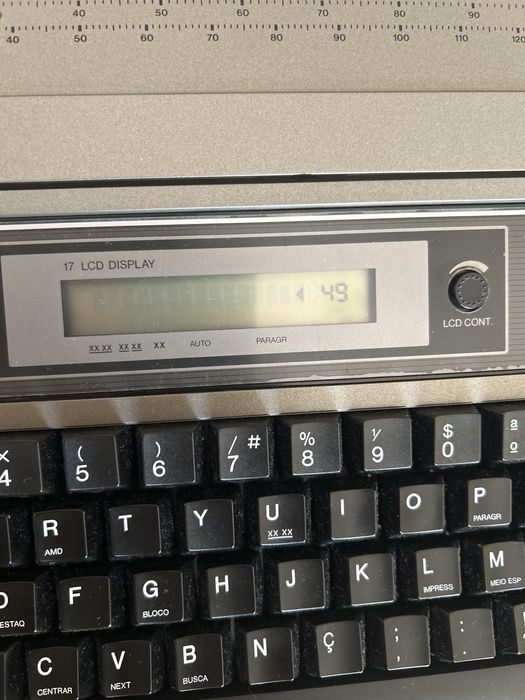 40 50 60 70 80 90
40 50 60 70 80 90 100 110 120
17 LCD DISPLAY
49
LCD CONT.
xx xx xx xx xx AUTO PARAGR
( ) / # % $ a
4 5 6 7 8 9 0 o
R T Y U I O P
AMD xx xx PARAGR
F G H J K L M
ESTAQ BLOCO IMPRESS MEIO ESP
C V B N Ç ; :
CENTRAR NEXT BUSCA , .